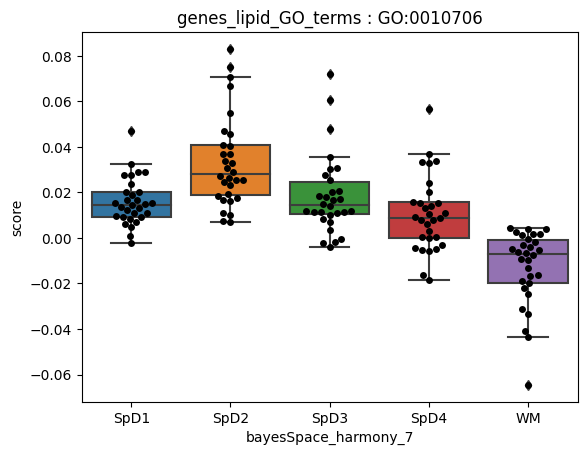 genes_lipid_GO_terms : GO:0010706
0.08
0.06
0.04
0.02
0.00
−0.02
−0.04
−0.06
score
SpD1 SpD2 SpD3 SpD4 WM
bayesSpace_harmony_7